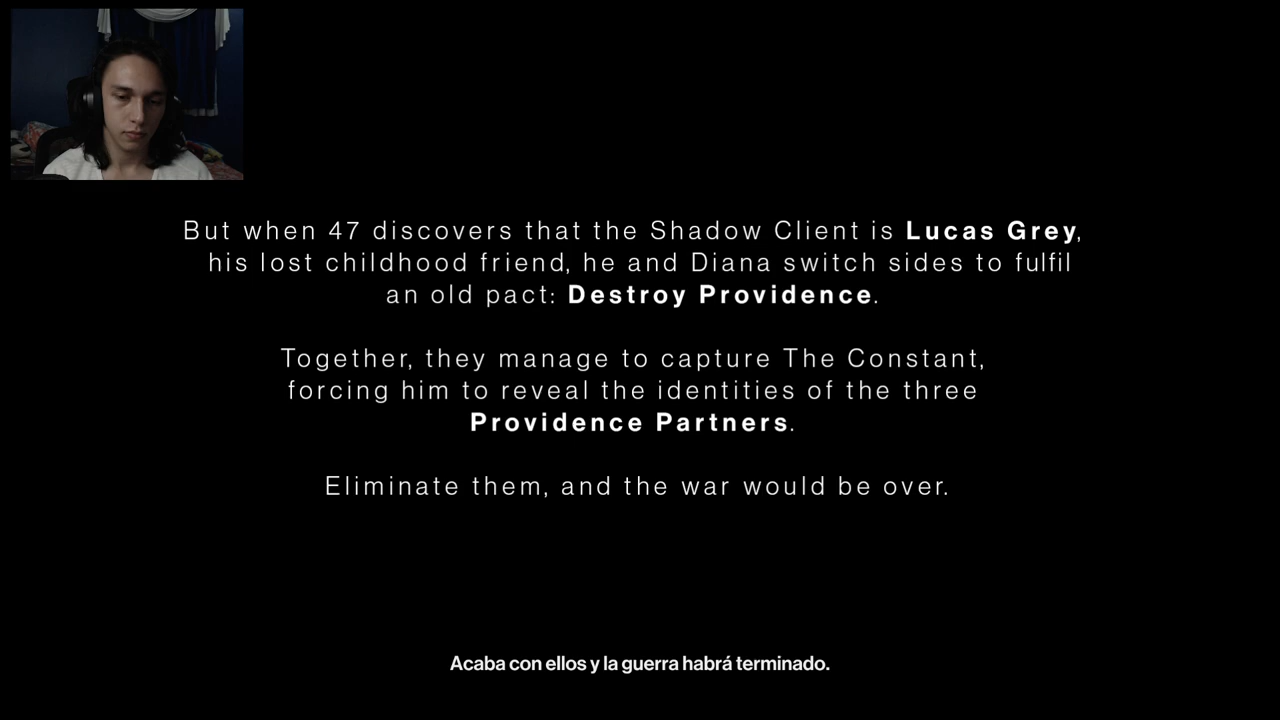 But when 47 discovers that the Shadow Client is Lucas Grey,
his lost childhood friend, he and Diana switch sides to fulfil
an old pact: Destroy Providence.
Together, they manage to capture The Constant,
forcing him to reveal the identities of the three
Providence Partners.
Eliminate them, and the war would be over.
Acaba con ellos y la guerra habrá terminado.